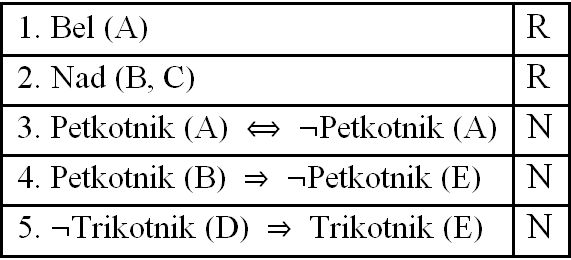 1. Bel (A) R
2. Nad (B, C) R
3. Petkotnik (A) ⇔ ¬Petkotnik (A) N
4. Petkotnik (B) ⇒ ¬Petkotnik (E) N
5. ¬Trikotnik (D) ⇒ Trikotnik (E) N